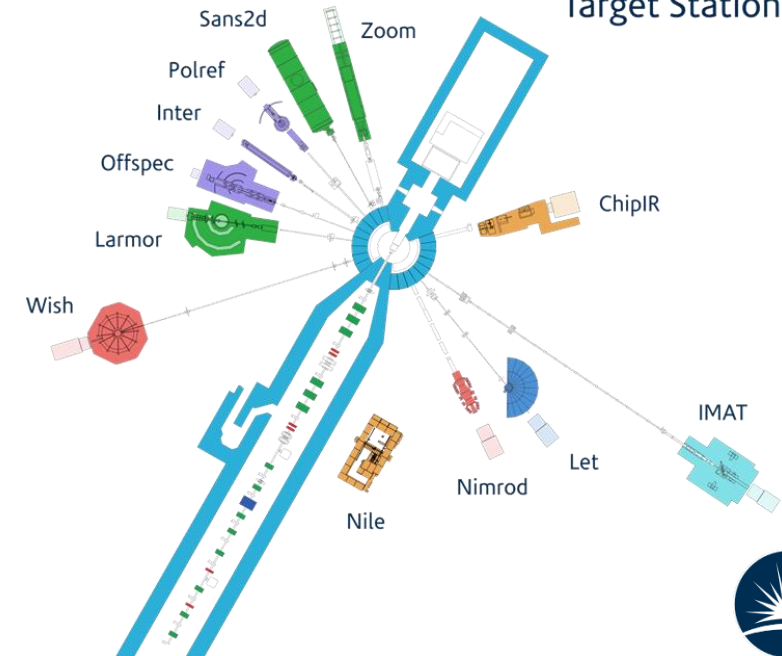 Target Station
Sans2d
Zoom
Polref
Inter
Offspec
Larmor
ChipIR
Wish
IMAT
Let
Nimrod
Nile